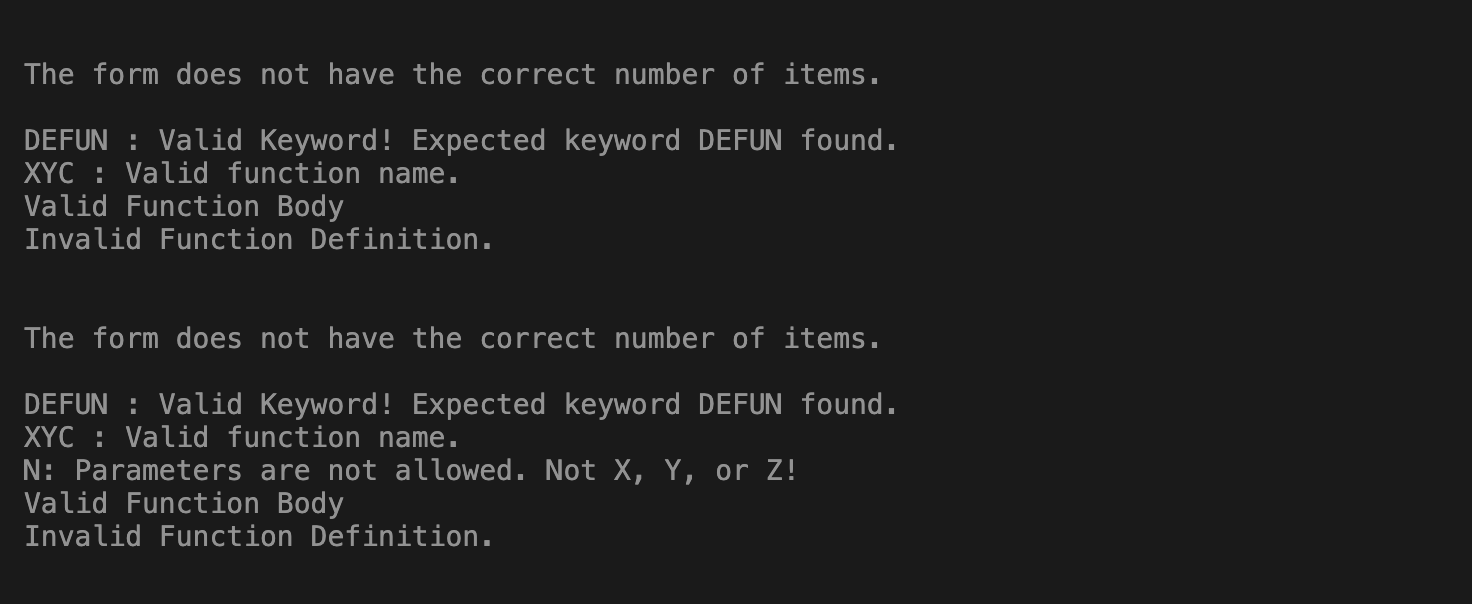 The form does not have the correct number of items.
DEFUN : Valid Keyword! Expected keyword DEFUN found.
XYC : Valid function name.
Valid Function Body
Invalid Function Definition.
The form does not have the correct number of items.
DEFUN : Valid Keyword! Expected keyword DEFUN found.
XYC : Valid function name.
N: Parameters are not allowed. Not X, Y, or Z!
Valid Function Body
Invalid Function Definition.